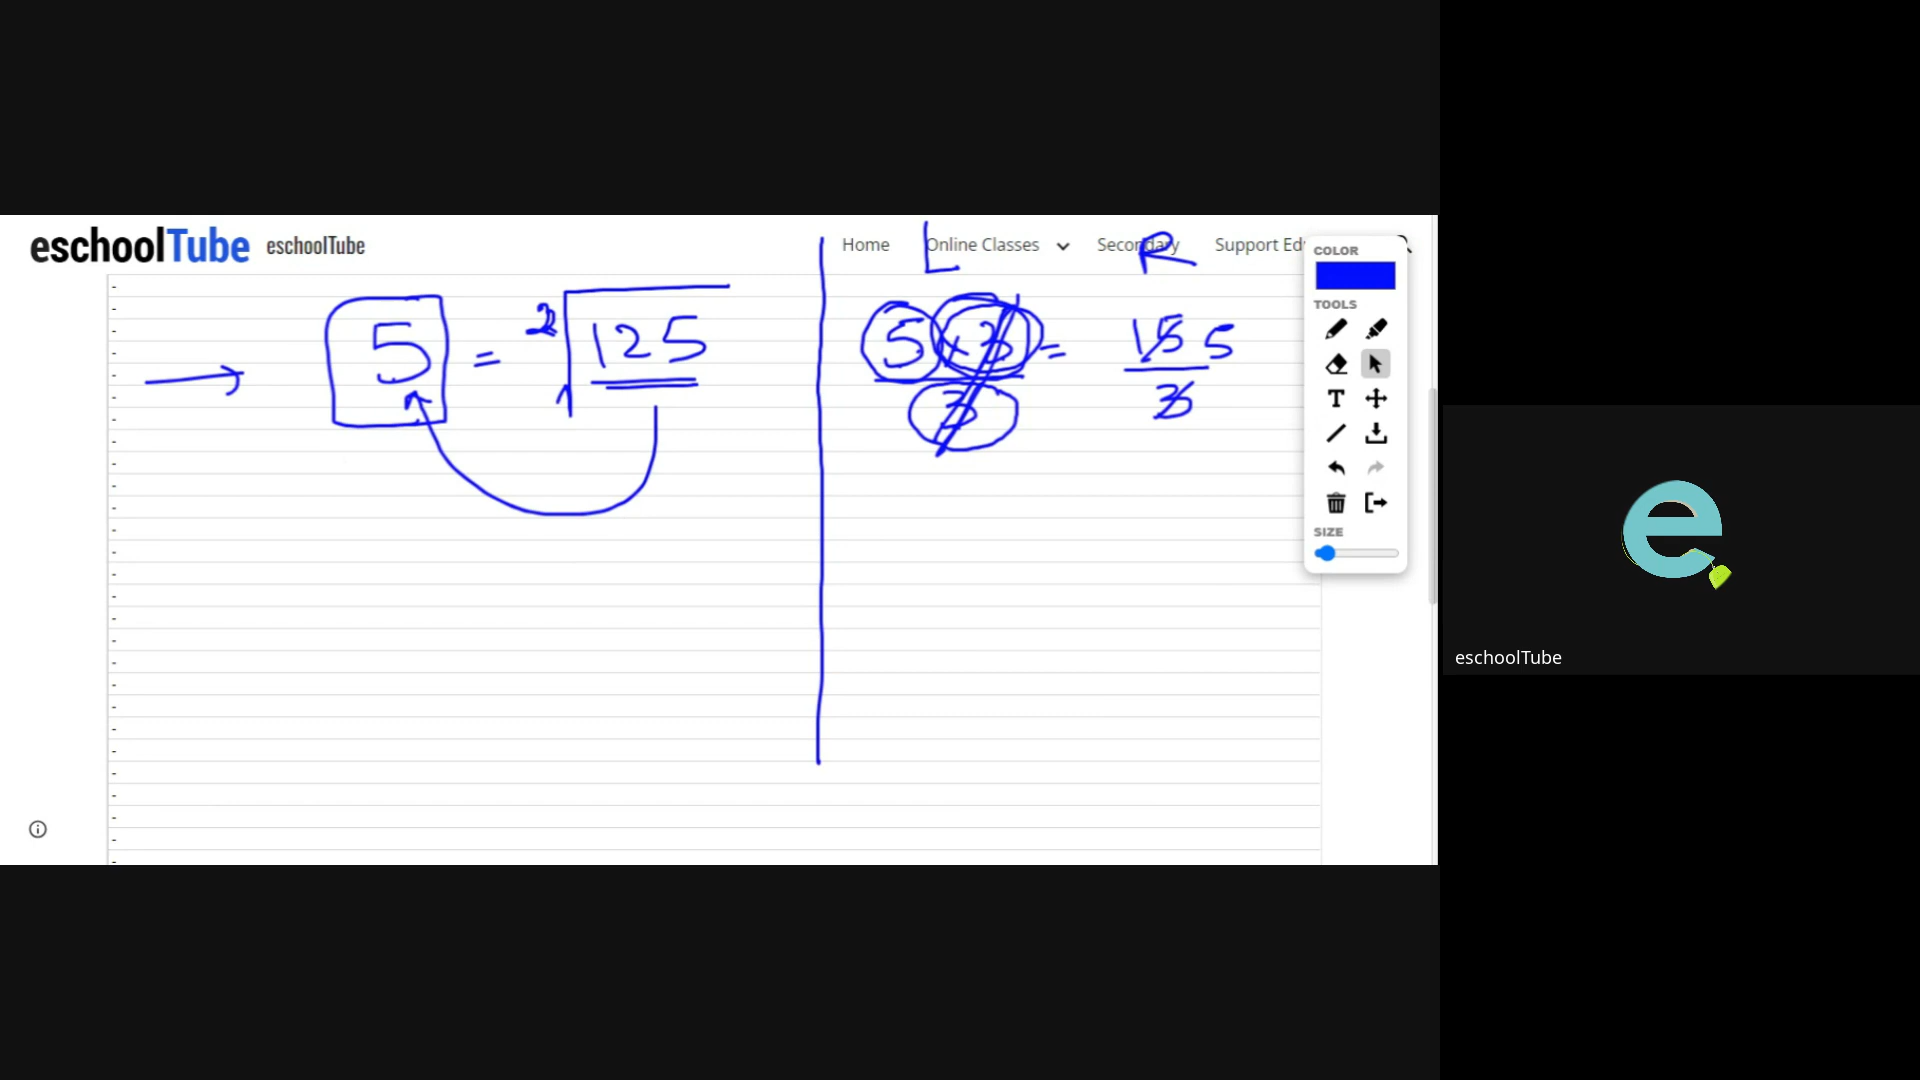 eschoolTube eschoolTube Home Online Classes Secondary Support Ed
L R
5 = 2√125
5 × 3 = 15 5
3 3
COLOR
TOOLS
T
SIZE
eschoolTube